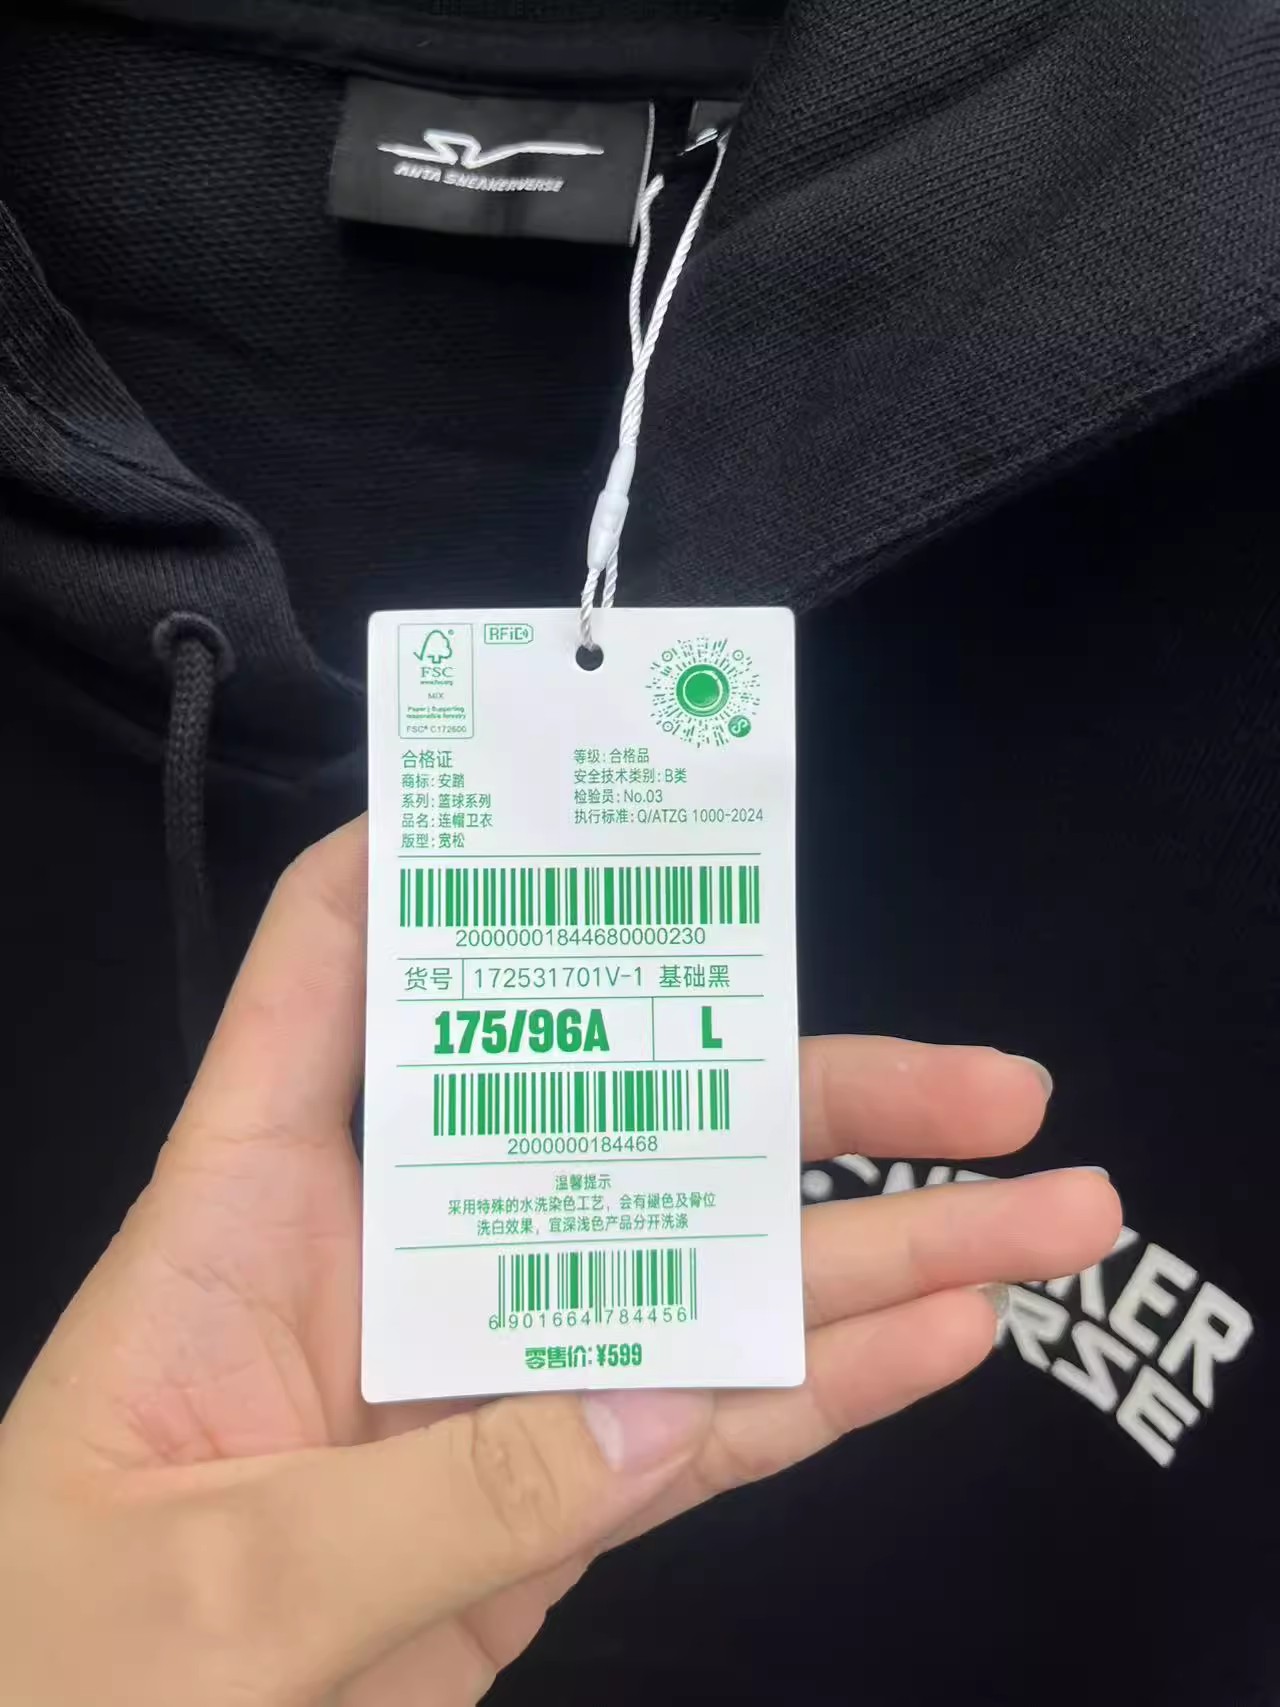 ANTA SNEAKERVERSE
RFiD
FSC
www.fsc.org
MIX
Paper | Supporting
responsible forestry
FSC® C172600
合格证
商标: 安踏
系列: 篮球系列
品名: 连帽卫衣
版型: 宽松
等级: 合格品
安全技术类别: B类
检验员: No.03
执行标准: Q/ATZG 1000-2024
20000001844680000230
货号 172531701V-1 基础黑
175/96A L
2000000184468
温馨提示
采用特殊的水洗染色工艺，会有褪色及骨位
洗白效果，宜深浅色产品分开洗涤
6901664784456
零售价: ¥599